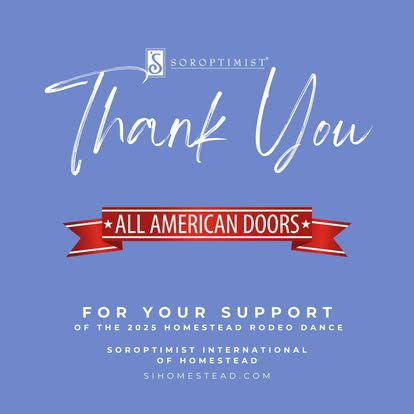 S SOROPTIMIST®
Thank You
★ALL AMERICAN DOORS★
FOR YOUR SUPPORT
OF THE 2025 HOMESTEAD RODEO DANCE
SOROPTIMIST INTERNATIONAL
OF HOMESTEAD
SIHOMESTEAD.COM